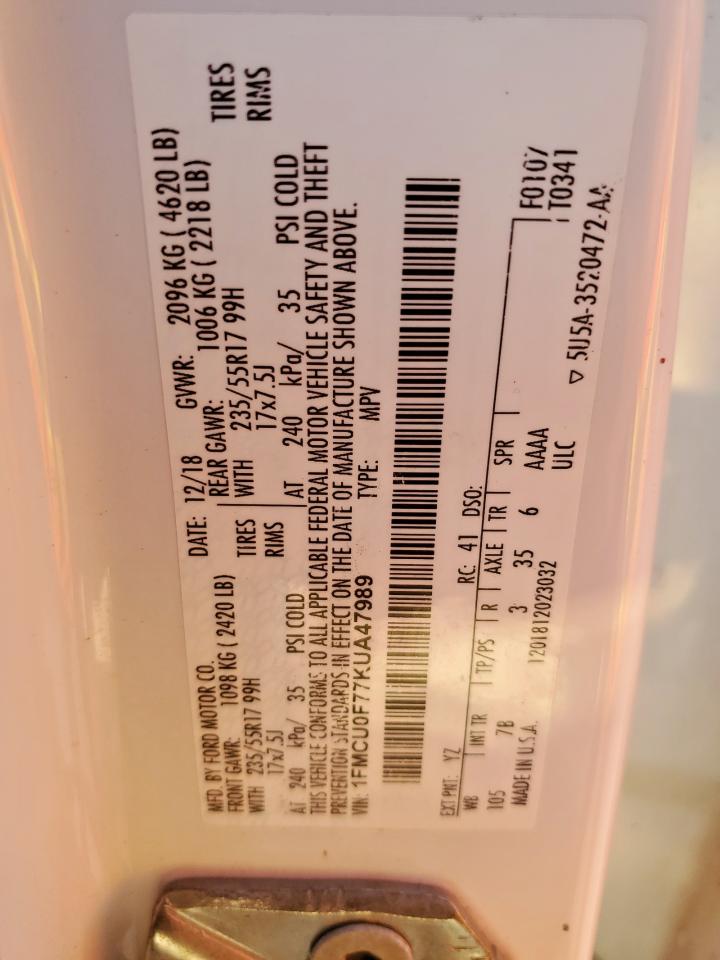 MFD. BY FORD MOTOR CO. DATE: 12/18 GVWR: 2096 KG ( 4620 LB)
FRONT GAWR: 1098 KG ( 2420 LB) REAR GAWR: 1006 KG ( 2218 LB)
WITH 235/55R17 99H TIRES WITH 235/55R17 99H TIRES
17x7.5J RIMS 17x7.5J RIMS
AT 240 kPa/ 35 PSI COLD AT 240 kPa/ 35 PSI COLD
THIS VEHICLE CONFORMS TO ALL APPLICABLE FEDERAL MOTOR VEHICLE SAFETY AND THEFT
PREVENTION STANDARDS IN EFFECT ON THE DATE OF MANUFACTURE SHOWN ABOVE.
VIN: 1FMCU0F77KUA47989 TYPE: MPV
EXT PNT: YZ RC: 41 DSO:
WB INT TR TP/PS R AXLE TR SPR F0107
105 7B 3 35 6 AAAA T0341
MADE IN U.S.A. 1201812023032 ULC
▽ 5U5A-3520472-AA